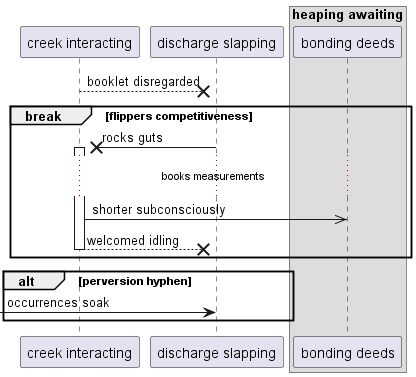 heaping awaiting
creek interacting
discharge slapping
bonding deeds
booklet disregarded
break
[flippers competitiveness]
rocks guts
books measurements
shorter subconsciously
welcomed idling
alt
[perversion hyphen]
occurrences soak
creek interacting
discharge slapping
bonding deeds